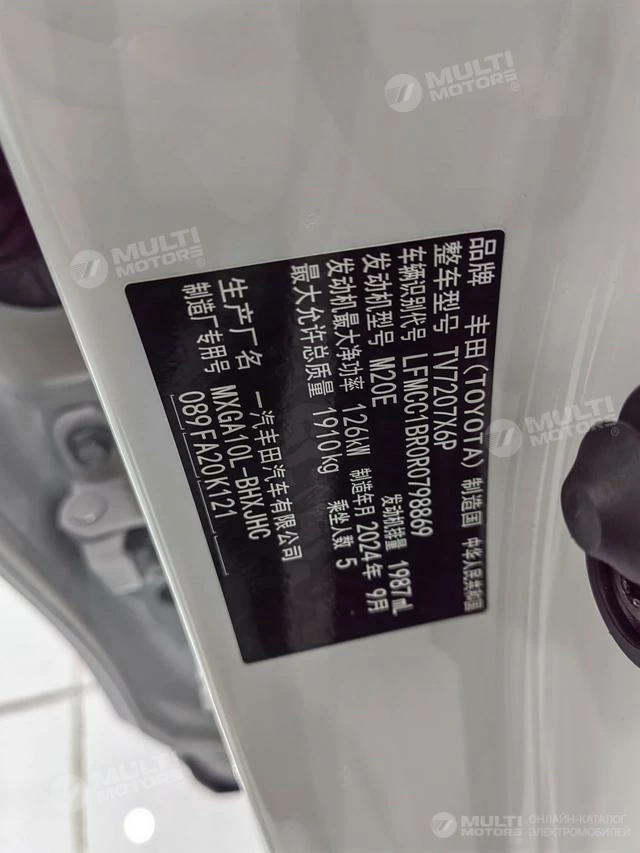 品牌 丰田(TOYOTA) 制造国 中华人民共和国
整车型号 TV7207X6P
车辆识别代号 LFMCC1BR0R0798869
发动机型号 M20E 发动机排量 1987mL
发动机最大净功率 126kW 制造年月 2024年 9月
最大允许总质量 1910kg 乘坐人数 5
生产厂名 一汽丰田汽车有限公司
制造厂专用号 MXGA10L-BHXJHC
089FA20K121
MULTI
MOTORS
MULTI
MOTORS
MULTI
MOTORS
MULTI
MOTORS
MULTI
MOTORS
ОНЛАЙН-КАТАЛОГ
ЭЛЕКТРОМОБИЛЕЙ